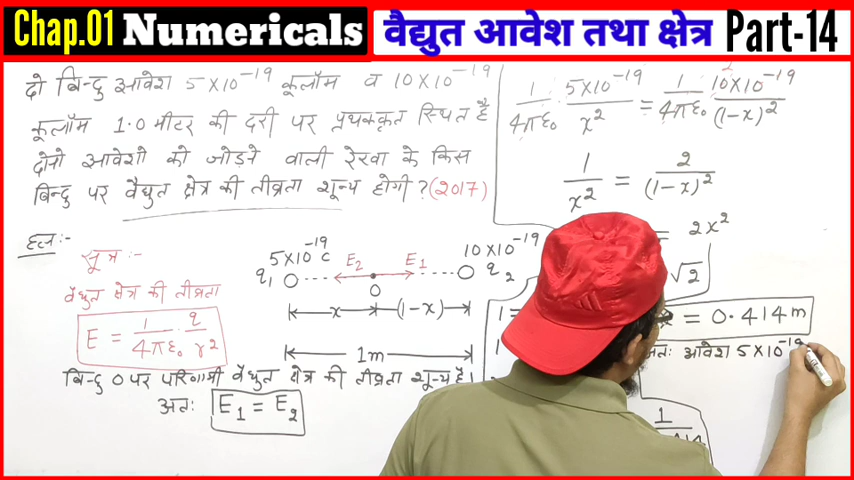 Chap.01 Numericals वैद्युत आवेश तथा क्षेत्र Part-14
दो बिन्दु आवेश 5×10⁻¹⁹ कूलॉम व 10×10⁻¹⁹
कूलॉम 1.0 मीटर की दूरी पर पृथककृत स्थित है
दोनो आवेशो को जोड़ने वाली रेखा के किस
बिन्दु पर वैद्युत क्षेत्र की तीव्रता शून्य होगी? (2017)
हल:-
सूत्र:-
वैद्युत क्षेत्र की तीव्रता
E = 1/4πε₀ · q/r²
5×10⁻¹⁹ C
10×10⁻¹⁹
E₂ E₁
q₁ O q₂
x (1-x)
1m
बिन्दु O पर परिणामी वैद्युत क्षेत्र की तीव्रता शून्य है।
अतः E₁ = E₂
1/4πε₀ · 5×10⁻¹⁹/x² = 1/4πε₀ 10×10⁻¹⁹/(1-x)²
2
1/x² = 2/(1-x)²
= 2x²
√2
= 0.414m
अतः आवेश 5×10⁻¹⁹